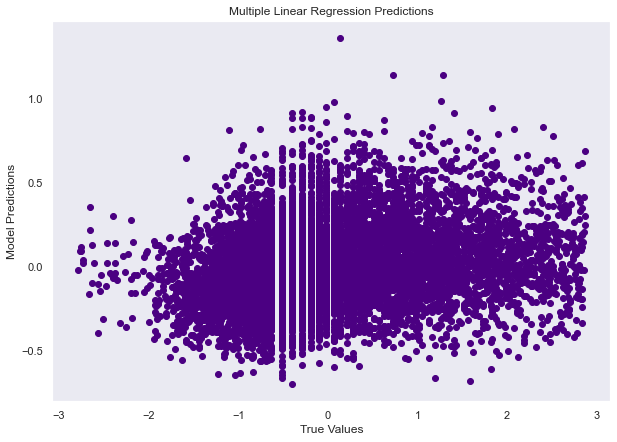 Multiple Linear Regression Predictions
1.0
0.5
0.0
−0.5
Model Predictions
−3 −2 −1 0 1 2 3
True Values